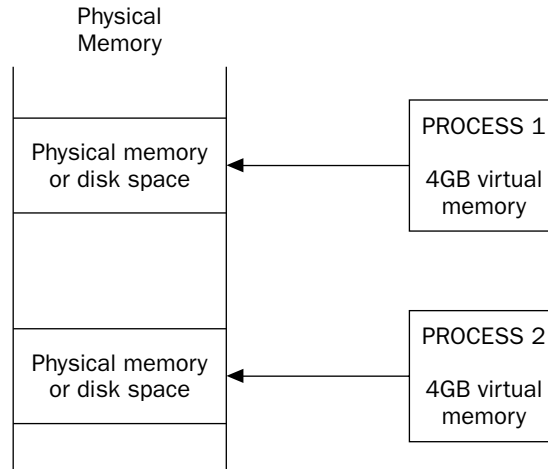 Physical
Memory
Physical memory
or disk space
PROCESS 1
4GB virtual
memory
Physical memory
or disk space
PROCESS 2
4GB virtual
memory